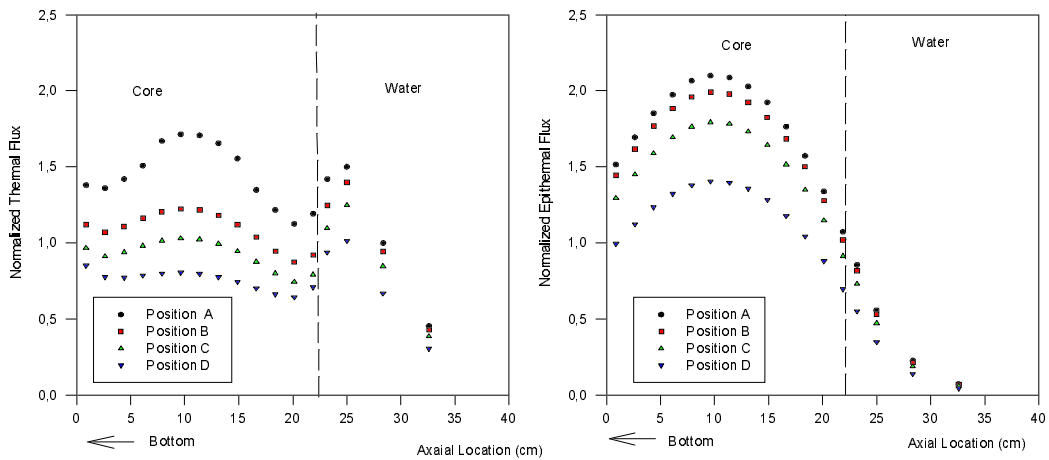 2,5
2,0
1,5
1,0
0,5
0,0
Normalized Thermal Flux
Core
Water
Position A
Position B
Position C
Position D
0 5 10 15 20 25 30 35 40
Bottom
Axaial Location (cm)
2,5
2,0
1,5
1,0
0,5
0,0
Normalized Epithermal Flux
Core
Water
Position A
Position B
Position C
Position D
0 5 10 15 20 25 30 35 40
Bottom
Axial Location (cm)